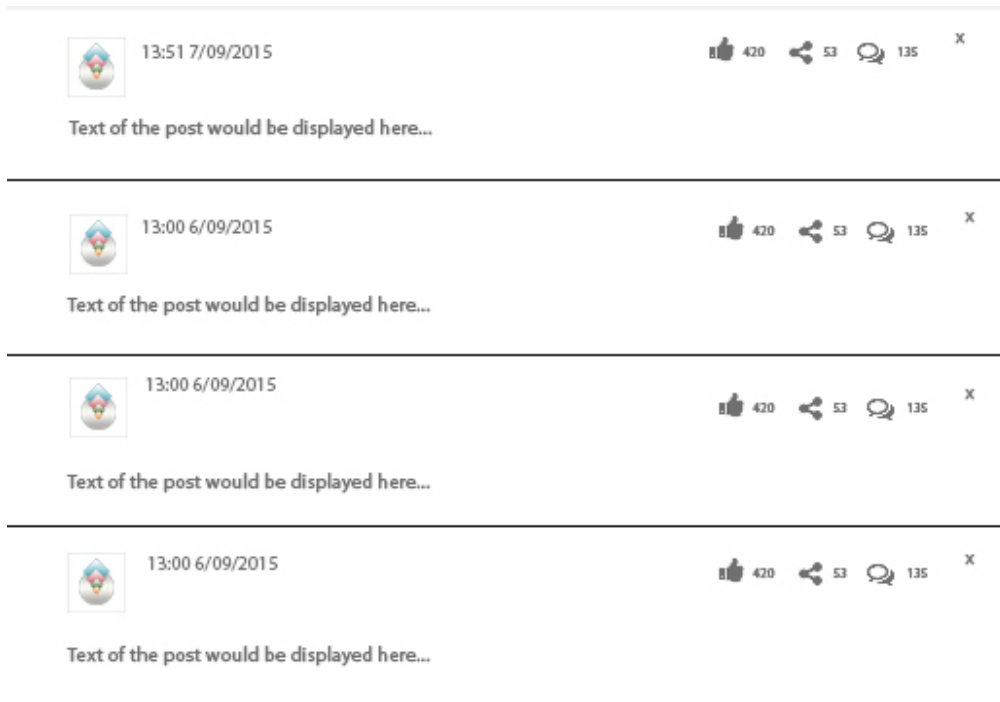 13:51 7/09/2015 420 53 135 x
Text of the post would be displayed here...
13:00 6/09/2015 420 53 135 x
Text of the post would be displayed here...
13:00 6/09/2015 420 53 135 x
Text of the post would be displayed here...
13:00 6/09/2015 420 53 135 x
Text of the post would be displayed here...